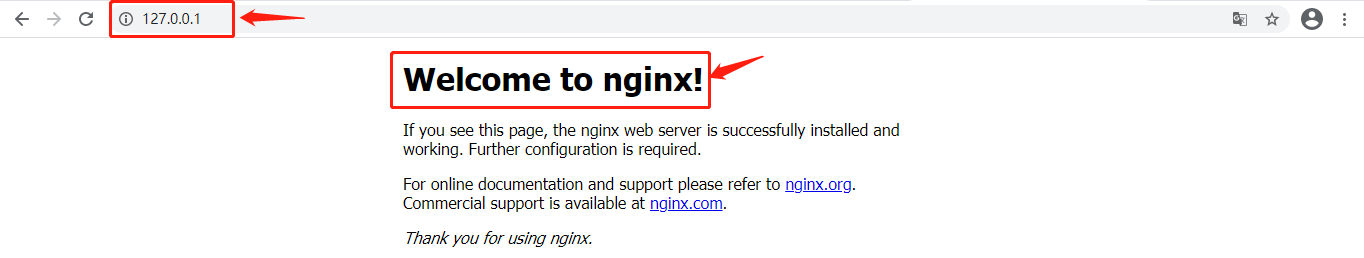 127.0.0.1
Welcome to nginx!
If you see this page, the nginx web server is successfully installed and
working. Further configuration is required.
For online documentation and support please refer to nginx.org.
Commercial support is available at nginx.com.
Thank you for using nginx.